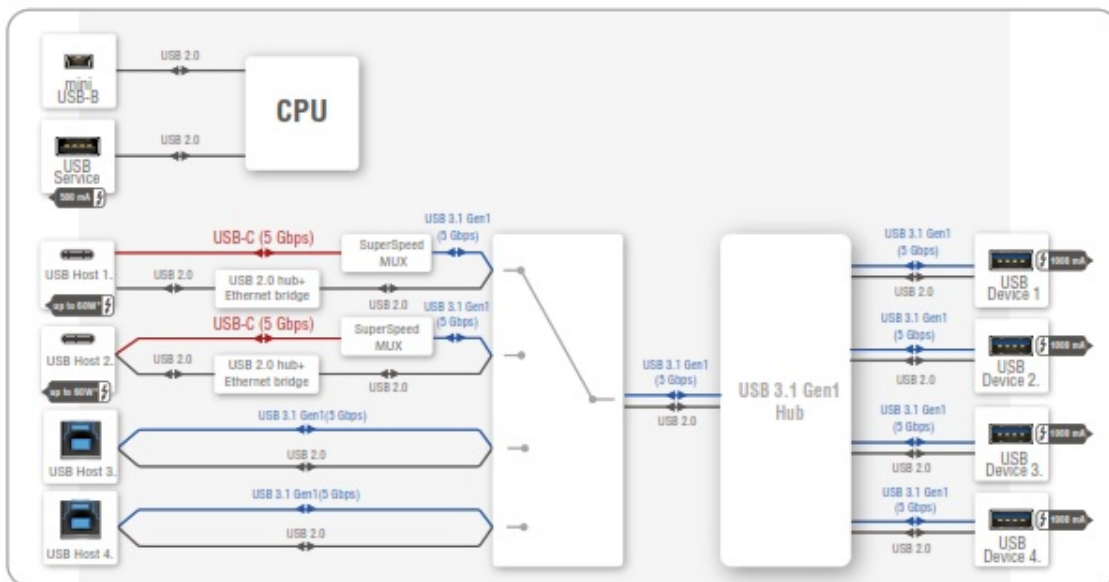 mini
USB-B
USB 2.0
CPU
USB
Service
500 mA
USB 2.0
USB Host 1.
up to 60W*
USB-C (5 Gbps)
SuperSpeed
MUX
USB 3.1 Gen1
(5 Gbps)
USB 2.0
USB 2.0 hub+
Ethernet bridge
USB 2.0
USB Host 2.
up to 60W*
USB-C (5 Gbps)
SuperSpeed
MUX
USB 3.1 Gen1
(5 Gbps)
USB 2.0
USB 2.0 hub+
Ethernet bridge
USB 2.0
USB Host 3.
USB 3.1 Gen1(5 Gbps)
USB 2.0
USB Host 4.
USB 3.1 Gen1(5 Gbps)
USB 2.0
USB 3.1 Gen1
(5 Gbps)
USB 2.0
USB 3.1 Gen1
Hub
USB 3.1 Gen1
(5 Gbps)
USB 2.0
USB
Device 1
1000 mA
USB 3.1 Gen1
(5 Gbps)
USB 2.0
USB
Device 2.
1000 mA
USB 3.1 Gen1
(5 Gbps)
USB 2.0
USB
Device 3.
1000 mA
USB 3.1 Gen1
(5 Gbps)
USB 2.0
USB
Device 4.
1000 mA